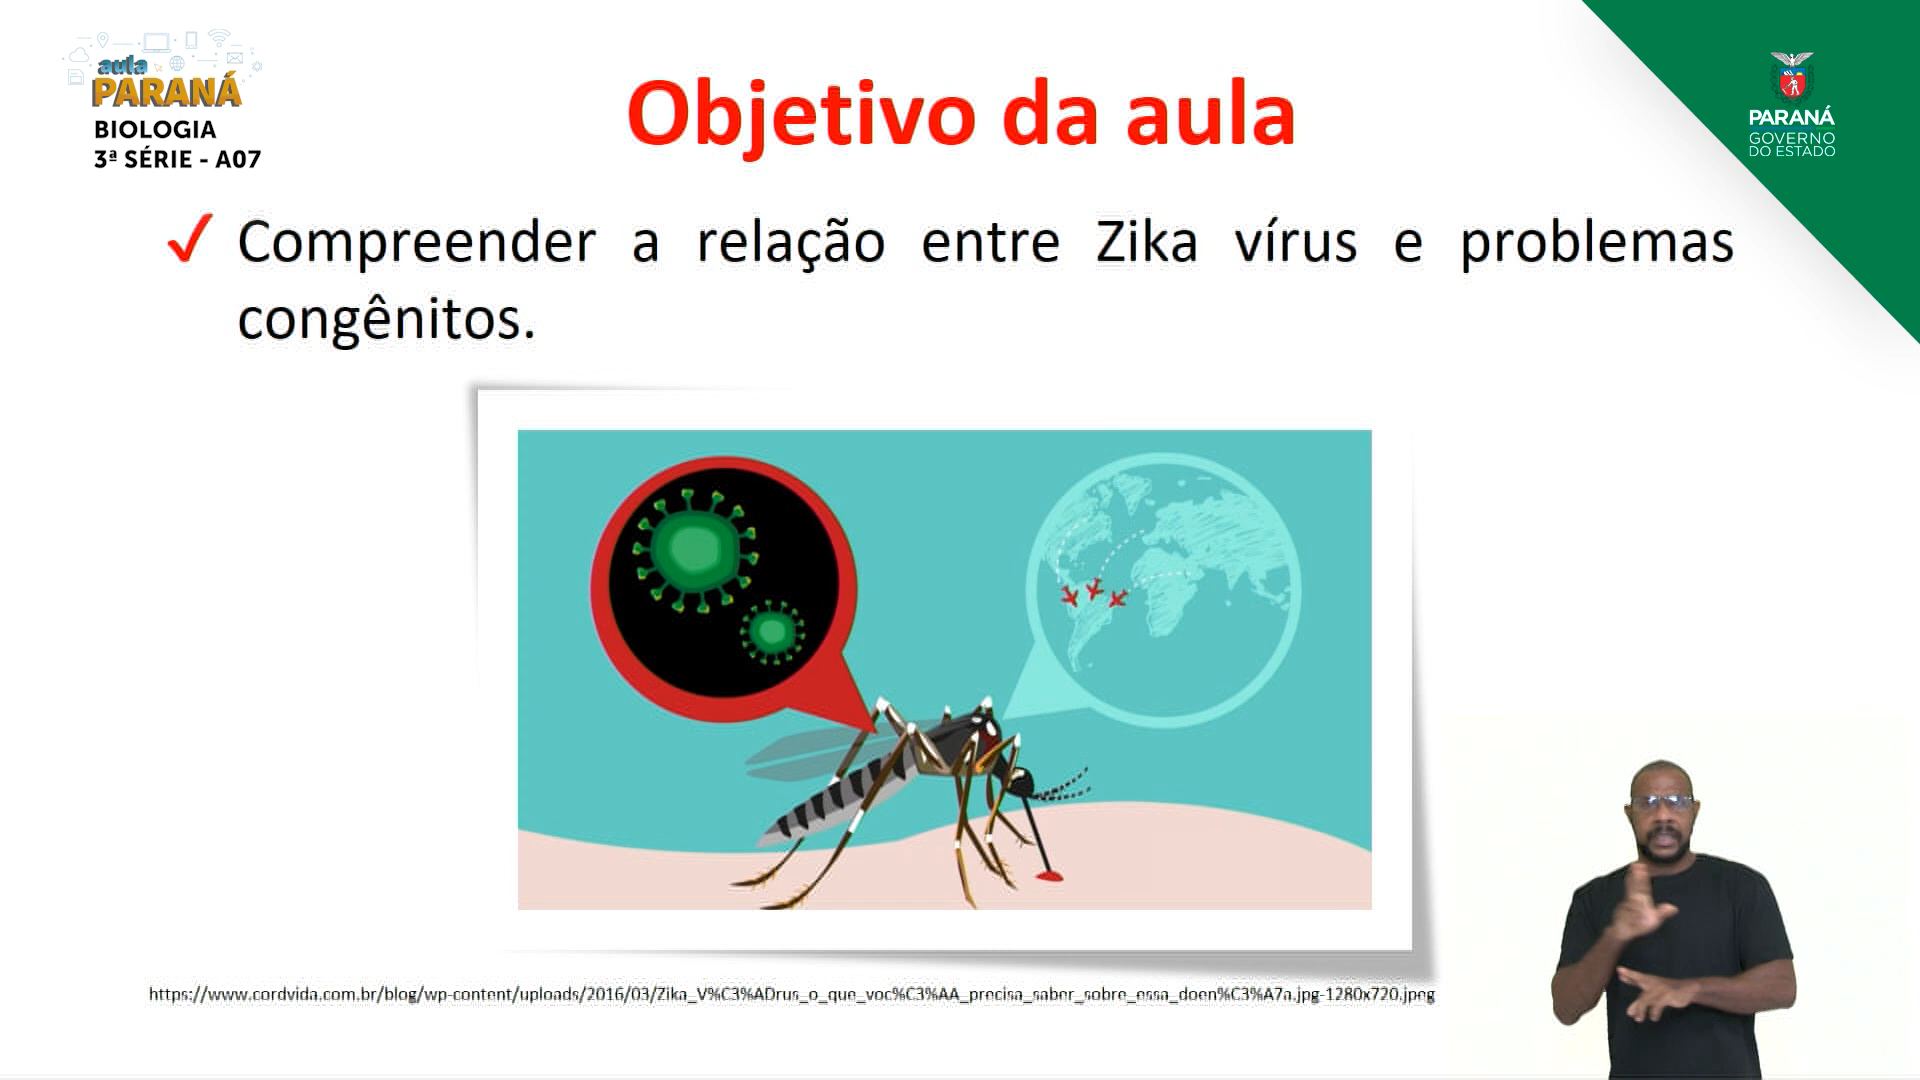 aula
PARANÁ
BIOLOGIA
3ª SÉRIE - A07
Objetivo da aula
PARANÁ
GOVERNO
DO ESTADO
✓ Compreender a relação entre Zika vírus e problemas
congênitos.
https://www.cordvida.com.br/blog/wp-content/uploads/2016/03/Zika_V%C3%ADrus_o_que_voc%C3%AA_precisa_saber_sobre_essa_doen%C3%A7a.jpg-1280x720.jpeg